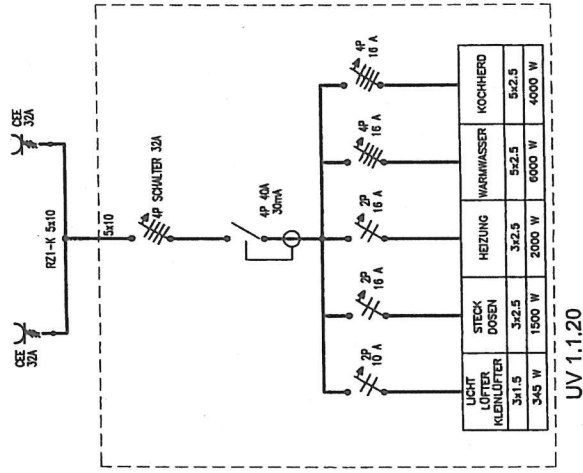 CEE
32A
CEE
32A
RZ1-K 5x10
5x10
4P SCHALTER 32A
4P 40A
30mA
2P
10 A
2P
16 A
2P
16 A
4P
16 A
4P
16 A
LICHT
LÜFTER
KLEINLÜFTER
STECK
DOSEN
HEIZUNG
WARMWASSER
KOCHHERD
3x1.5
3x2.5
3x2.5
5x2.5
5x2.5
345 W
1500 W
2000 W
6000 W
4000 W
UV 1.1.20